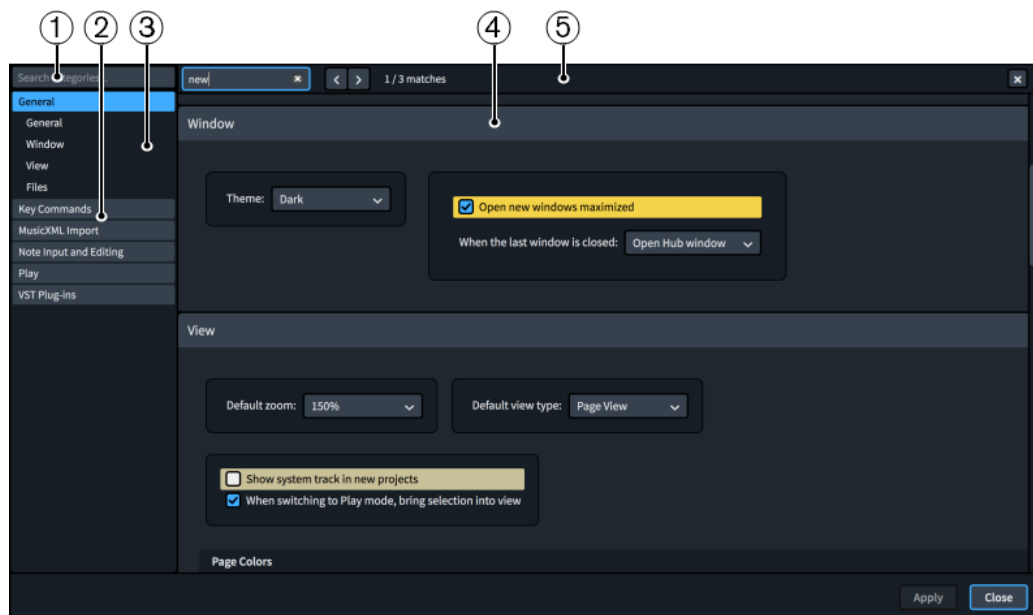 1 2 3 4 5
Search categories... new 1 / 3 matches
General
General
Window
View
Files
Key Commands
MusicXML Import
Note Input and Editing
Play
VST Plug-ins
Window
Theme: Dark
Open new windows maximized
When the last window is closed: Open Hub window
View
Default zoom: 150% Default view type: Page View
Show system track in new projects
When switching to Play mode, bring selection into view
Page Colors
Apply Close